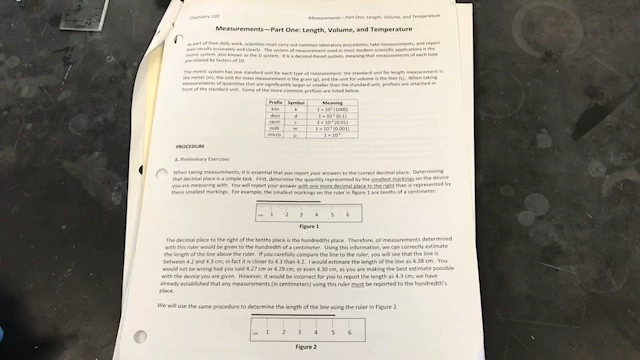 Chemistry 120 Measurements—Part One: Length, Volume, and Temperature
Measurements—Part One: Length, Volume, and Temperature
As part of their daily work, scientists must carry out common laboratory procedures, take measurements, and report
their results accurately and clearly. The system of measurement used in most modern scientific applications is the
metric system, also known as the SI system. It is a decimal-based system, meaning that measurements of each type
are related by factors of 10.
The metric system has one standard unit for each type of measurement: the standard unit for length measurement is
the meter (m), the unit for mass measurement is the gram (g), and the unit for volume is the liter (L). When taking
measurements of quantities that are significantly larger or smaller than the standard unit, prefixes are attached in
front of the standard unit. Some of the more common prefixes are listed below.
Prefix Symbol Meaning
kilo k 1 × 10³ (1000)
deci d 1 × 10⁻¹ (0.1)
centi c 1 × 10⁻² (0.01)
milli m 1 × 10⁻³ (0.001)
micro μ 1 × 10⁻⁶
PROCEDURE
A. Preliminary Exercises
When taking measurements, it is essential that you report your answers to the correct decimal place. Determining
that decimal place is a simple task. First, determine the quantity represented by the smallest markings on the device
you are measuring with. You will report your answer with one more decimal place to the right than is represented by
these smallest markings. For example, the smallest markings on the ruler in figure 1 are tenths of a centimeter:
cm 1 2 3 4 5 6
Figure 1
The decimal place to the right of the tenths place is the hundredths place. Therefore, all measurements determined
with this ruler would be given to the hundredth of a centimeter. Using this information, we can correctly estimate
the length of the line above the ruler. If you carefully compare the line to the ruler, you will see that the line is
between 4.2 and 4.3 cm; in fact it is closer to 4.3 than 4.2. I would estimate the length of the line as 4.28 cm. You
would not be wrong had you said 4.27 cm or 4.29 cm, or even 4.30 cm, as you are making the best estimate possible
with the device you are given. However, it would be incorrect for you to report the length as 4.3 cm; we have
already established that any measurements (in centimeters) using this ruler must be reported to the hundredth's
place.
We will use the same procedure to determine the length of the line using the ruler in Figure 2.
cm 1 2 3 4 5 6
Figure 2